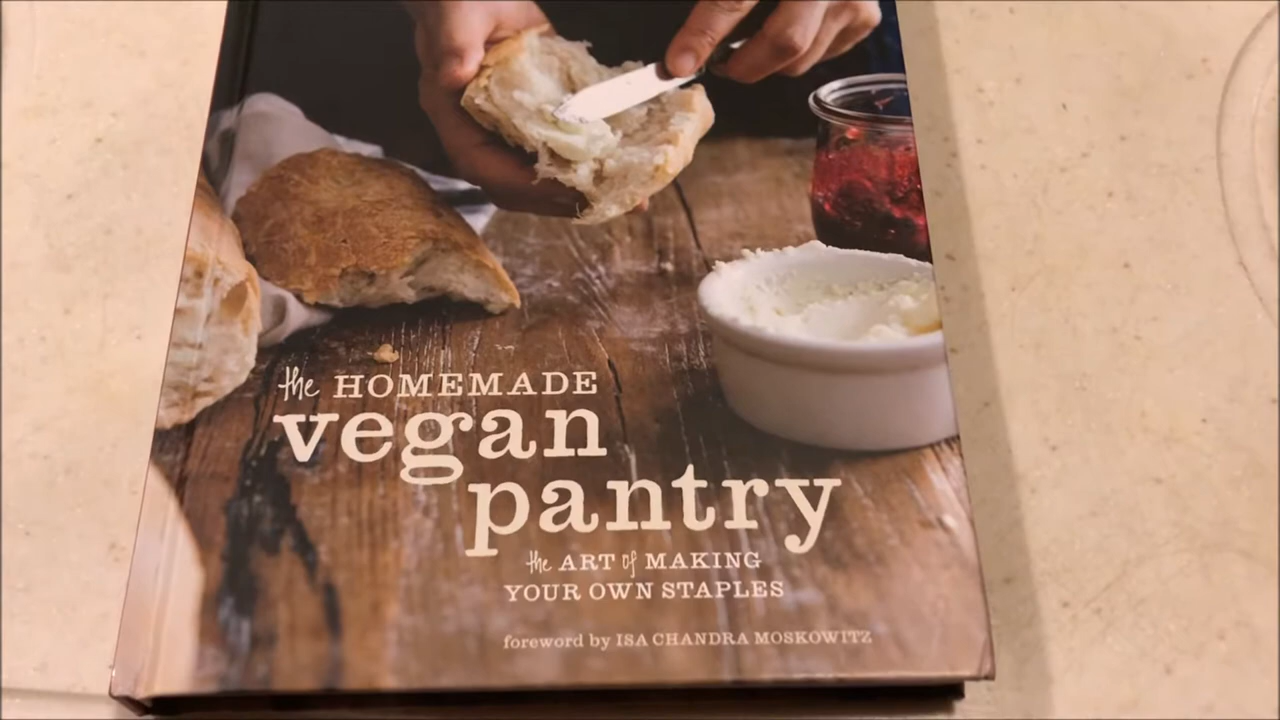 the HOMEMADE
vegan
pantry
the ART of MAKING
YOUR OWN STAPLES
foreword by ISA CHANDRA MOSKOWITZ